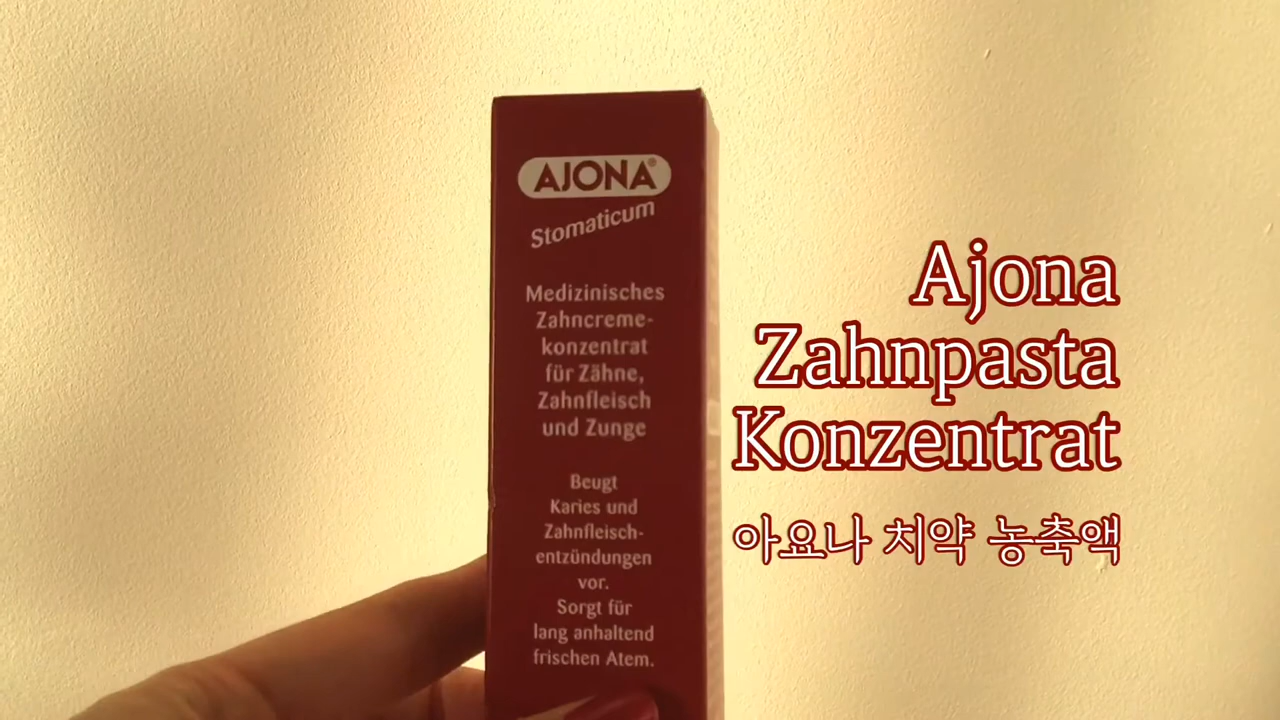 AJONA®
Stomaticum
Medizinisches
Zahncreme-
konzentrat
für Zähne,
Zahnfleisch
und Zunge
Beugt
Karies und
Zahnfleisch-
entzündungen
vor.
Sorgt für
lang anhaltend
frischen Atem.
Ajona
Zahnpasta
Konzentrat
아요나 치약 농축액